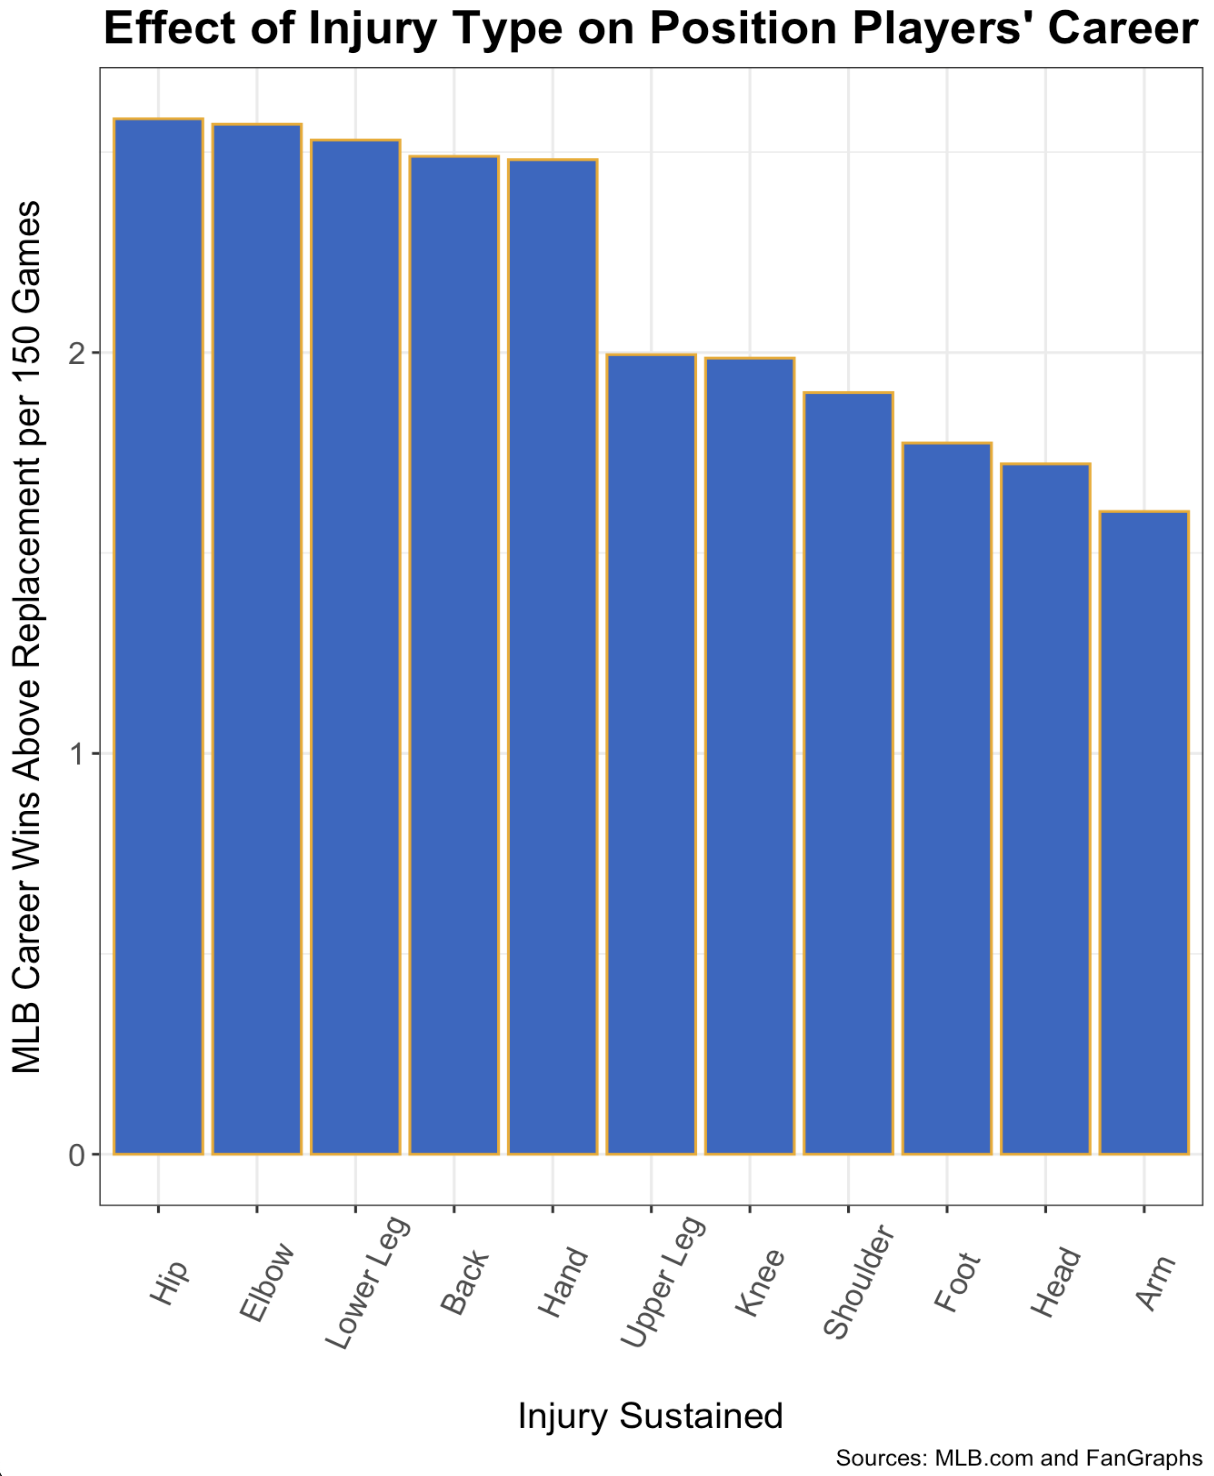 Effect of Injury Type on Position Players' Career
MLB Career Wins Above Replacement per 150 Games
2
1
0
Hip
Elbow
Lower Leg
Back
Hand
Upper Leg
Knee
Shoulder
Foot
Head
Arm
Injury Sustained
Sources: MLB.com and FanGraphs